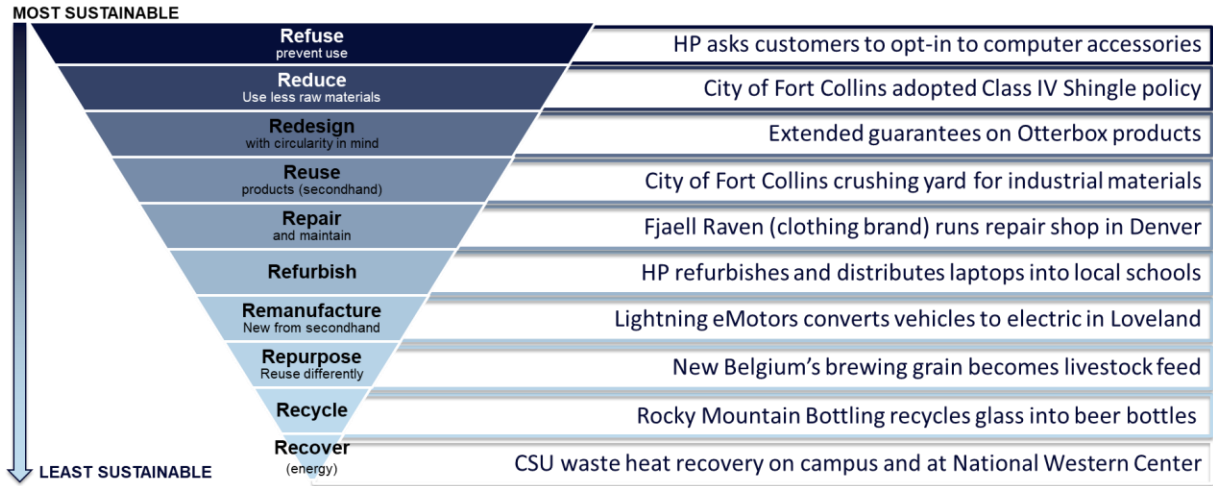 MOST SUSTAINABLE
Refuse
prevent use
HP asks customers to opt-in to computer accessories
Reduce
Use less raw materials
City of Fort Collins adopted Class IV Shingle policy
Redesign
with circularity in mind
Extended guarantees on Otterbox products
Reuse
products (secondhand)
City of Fort Collins crushing yard for industrial materials
Repair
and maintain
Fjaell Raven (clothing brand) runs repair shop in Denver
Refurbish
HP refurbishes and distributes laptops into local schools
Remanufacture
New from secondhand
Lightning eMotors converts vehicles to electric in Loveland
Repurpose
Reuse differently
New Belgium's brewing grain becomes livestock feed
Recycle
Rocky Mountain Bottling recycles glass into beer bottles
Recover
(energy)
CSU waste heat recovery on campus and at National Western Center
LEAST SUSTAINABLE